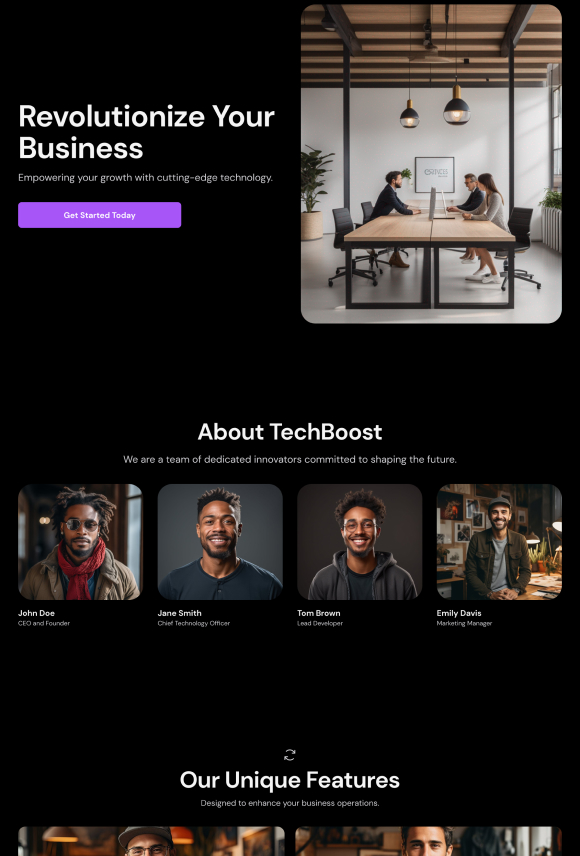 Revolutionize Your
Business
Empowering your growth with cutting-edge technology.
Get Started Today
About TechBoost
We are a team of dedicated innovators committed to shaping the future.
John Doe
CEO and Founder
Jane Smith
Chief Technology Officer
Tom Brown
Lead Developer
Emily Davis
Marketing Manager
Our Unique Features
Designed to enhance your business operations.